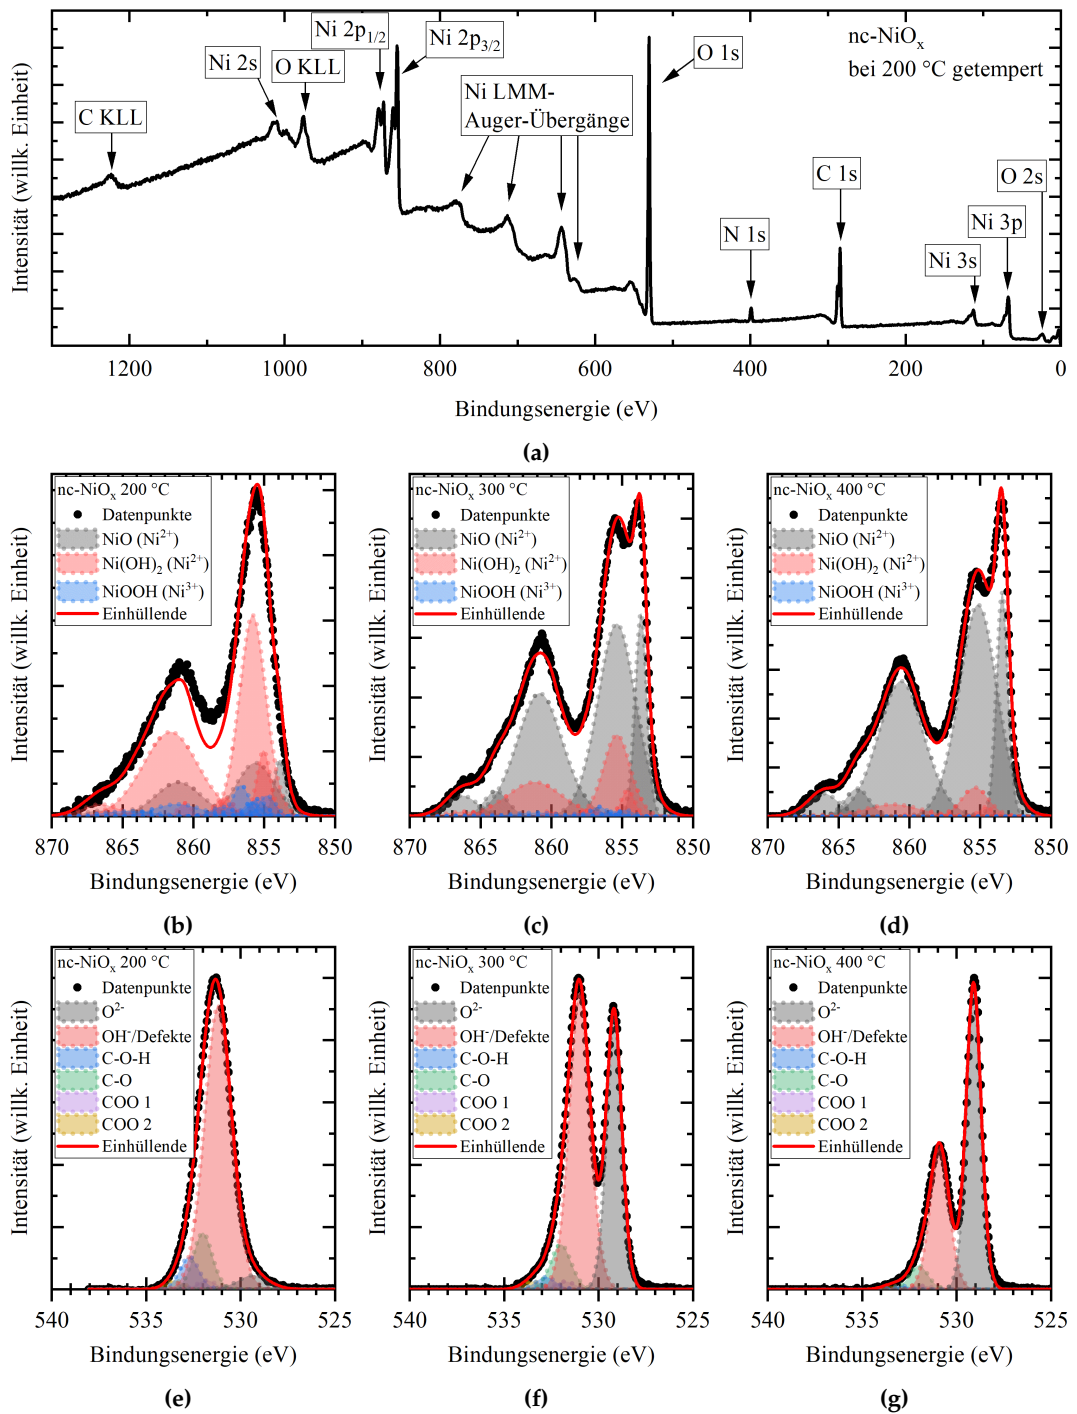 nc-NiOₓ
bei 200 °C getempert
Ni 2p₁/₂
Ni 2p₃/₂
Ni 2s
O KLL
C KLL
Ni LMM-
Auger-Übergänge
O 1s
N 1s
C 1s
Ni 3s
Ni 3p
O 2s
Intensität (willk. Einheit)
1200 1000 800 600 400 200 0
Bindungsenergie (eV)
(a)
nc-NiOₓ 200 °C
Datenpunkte
NiO (Ni²⁺)
Ni(OH)₂ (Ni²⁺)
NiOOH (Ni³⁺)
Einhüllende
Intensität (willk. Einheit)
870 865 860 855 850
Bindungsenergie (eV)
(b)
nc-NiOₓ 300 °C
Datenpunkte
NiO (Ni²⁺)
Ni(OH)₂ (Ni²⁺)
NiOOH (Ni³⁺)
Einhüllende
Intensität (willk. Einheit)
870 865 860 855 850
Bindungsenergie (eV)
(c)
nc-NiOₓ 400 °C
Datenpunkte
NiO (Ni²⁺)
Ni(OH)₂ (Ni²⁺)
NiOOH (Ni³⁺)
Einhüllende
Intensität (willk. Einheit)
870 865 860 855 850
Bindungsenergie (eV)
(d)
nc-NiOₓ 200 °C
Datenpunkte
O²⁻
OH⁻/Defekte
C-O-H
C-O
COO 1
COO 2
Einhüllende
Intensität (willk. Einheit)
540 535 530 525
Bindungsenergie (eV)
(e)
nc-NiOₓ 300 °C
Datenpunkte
O²⁻
OH⁻/Defekte
C-O-H
C-O
COO 1
COO 2
Einhüllende
Intensität (willk. Einheit)
540 535 530 525
Bindungsenergie (eV)
(f)
nc-NiOₓ 400 °C
Datenpunkte
O²⁻
OH⁻/Defekte
C-O-H
C-O
COO 1
COO 2
Einhüllende
Intensität (willk. Einheit)
540 535 530 525
Bindungsenergie (eV)
(g)